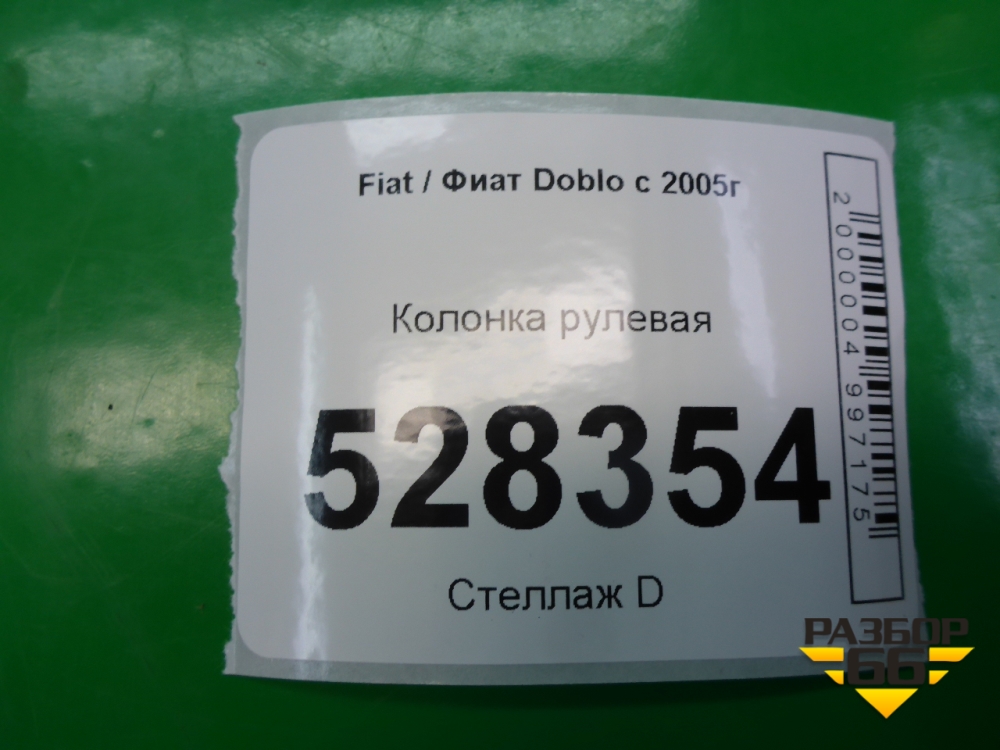 Fiat / Фиат Doblo с 2005г
Колонка рулевая
528354
Стеллаж D
2000004997175
РАЗБОР
66